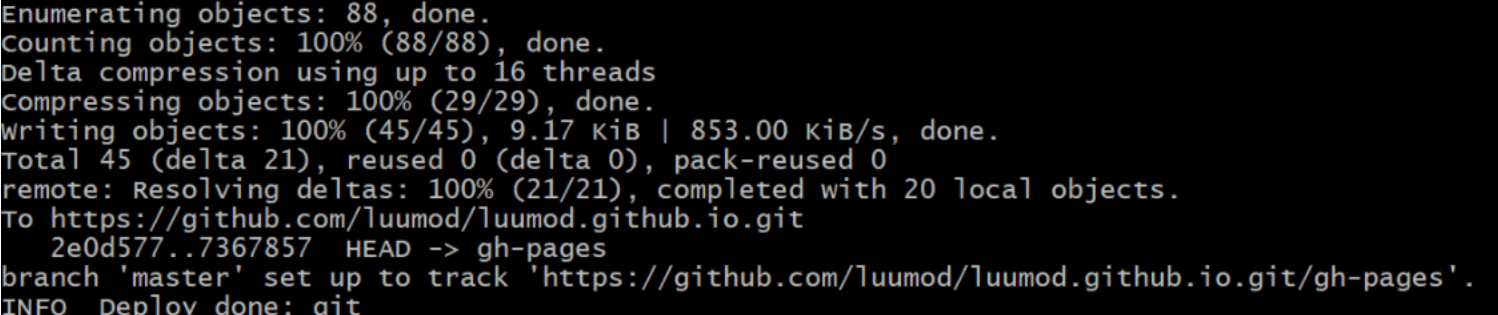 Enumerating objects: 88, done.
Counting objects: 100% (88/88), done.
Delta compression using up to 16 threads
Compressing objects: 100% (29/29), done.
Writing objects: 100% (45/45), 9.17 KiB | 853.00 KiB/s, done.
Total 45 (delta 21), reused 0 (delta 0), pack-reused 0
remote: Resolving deltas: 100% (21/21), completed with 20 local objects.
To https://github.com/luumod/luumod.github.io.git
   2e0d577..7367857  HEAD -> gh-pages
branch 'master' set up to track 'https://github.com/luumod/luumod.github.io.git/gh-pages'.
INFO  Deploy done: git